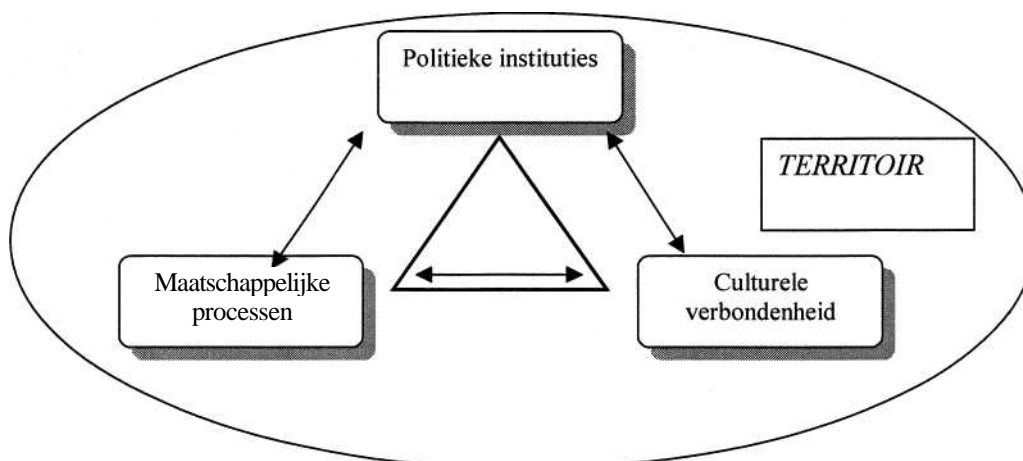 Politieke instituties
TERRITOIR
Maatschappelijke
processen
Culturele
verbondenheid